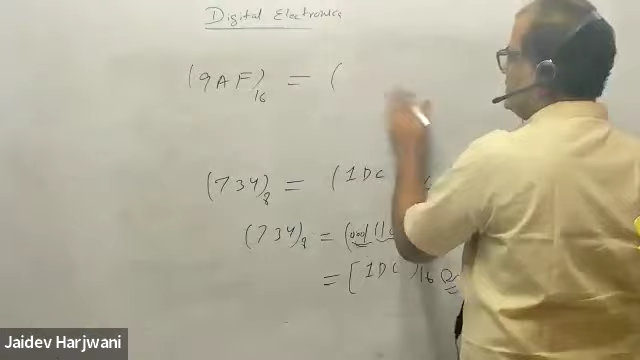 Digital Electronics
(9AF)16 = (
(734)8 = (1DC
(734)8 = (
= [1DC)16
Jaidev Harjwani